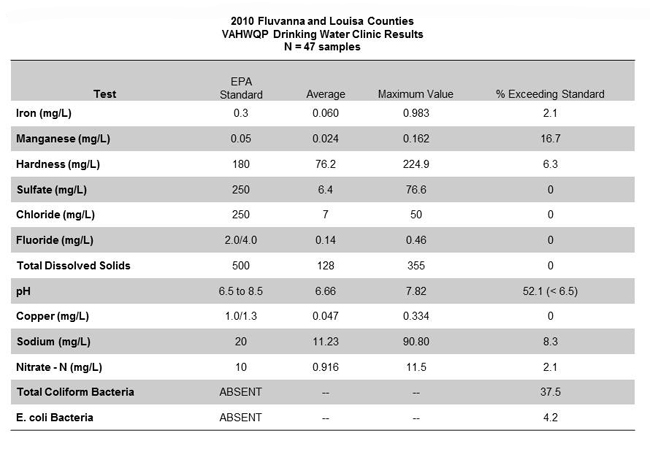 2010 Fluvanna and Louisa Counties
VAHWQP Drinking Water Clinic Results
N = 47 samples
Test EPA Standard Average Maximum Value % Exceeding Standard
Iron (mg/L) 0.3 0.060 0.983 2.1
Manganese (mg/L) 0.05 0.024 0.162 16.7
Hardness (mg/L) 180 76.2 224.9 6.3
Sulfate (mg/L) 250 6.4 76.6 0
Chloride (mg/L) 250 7 50 0
Fluoride (mg/L) 2.0/4.0 0.14 0.46 0
Total Dissolved Solids 500 128 355 0
pH 6.5 to 8.5 6.66 7.82 52.1 (< 6.5)
Copper (mg/L) 1.0/1.3 0.047 0.334 0
Sodium (mg/L) 20 11.23 90.80 8.3
Nitrate - N (mg/L) 10 0.916 11.5 2.1
Total Coliform Bacteria ABSENT -- -- 37.5
E. coli Bacteria ABSENT -- -- 4.2